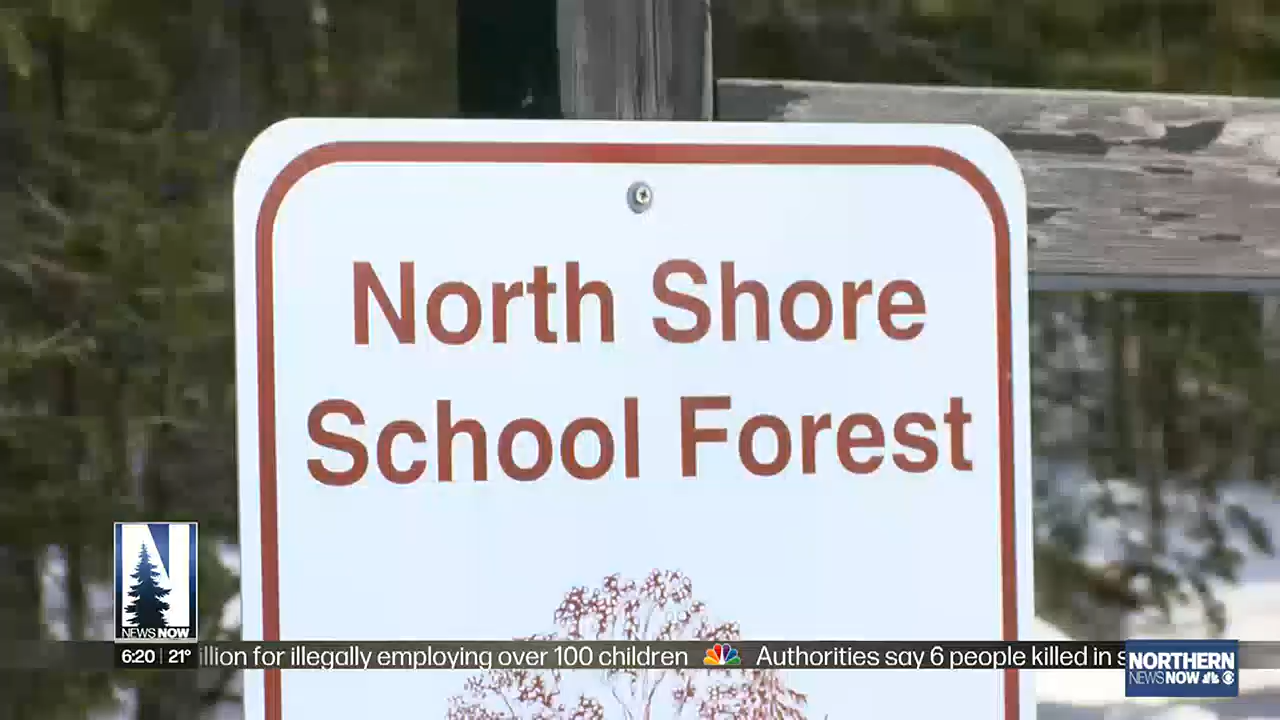 North Shore
School Forest
N
NEWS NOW
6:20 21°
for illegally employing over 100 children Authorities say 6 people killed in
NORTHERN
NEWS NOW